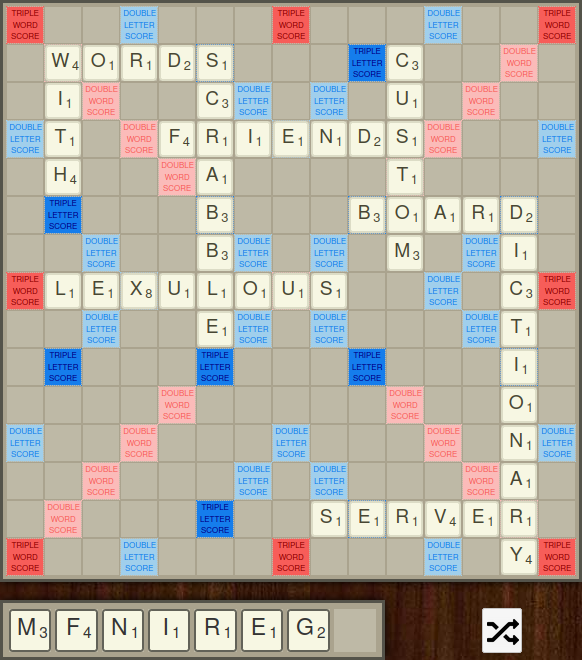 TRIPLE WORD SCORE DOUBLE LETTER SCORE TRIPLE WORD SCORE DOUBLE LETTER SCORE TRIPLE WORD SCORE
W4 O1 R1 D2 S1 TRIPLE LETTER SCORE C3 DOUBLE WORD SCORE
I1 DOUBLE WORD SCORE C3 DOUBLE LETTER SCORE DOUBLE LETTER SCORE U1 DOUBLE WORD SCORE
DOUBLE LETTER SCORE T1 DOUBLE WORD SCORE F4 R1 I1 E1 N1 D2 S1 DOUBLE WORD SCORE DOUBLE LETTER SCORE
H4 DOUBLE WORD SCORE A1 T1
TRIPLE LETTER SCORE B3 B3 O1 A1 R1 D2
DOUBLE LETTER SCORE B3 DOUBLE LETTER SCORE DOUBLE LETTER SCORE M3 DOUBLE LETTER SCORE I1
TRIPLE WORD SCORE L1 E1 X8 U1 L1 O1 U1 S1 DOUBLE LETTER SCORE C3 TRIPLE WORD SCORE
DOUBLE LETTER SCORE E1 DOUBLE LETTER SCORE DOUBLE LETTER SCORE DOUBLE LETTER SCORE T1
TRIPLE LETTER SCORE TRIPLE LETTER SCORE TRIPLE LETTER SCORE I1
DOUBLE WORD SCORE DOUBLE WORD SCORE O1
DOUBLE LETTER SCORE DOUBLE WORD SCORE DOUBLE LETTER SCORE DOUBLE WORD SCORE N1 DOUBLE LETTER SCORE
DOUBLE WORD SCORE DOUBLE LETTER SCORE DOUBLE LETTER SCORE DOUBLE WORD SCORE A1
DOUBLE WORD SCORE TRIPLE LETTER SCORE S1 E1 R1 V4 E1 R1
TRIPLE WORD SCORE DOUBLE LETTER SCORE TRIPLE WORD SCORE DOUBLE LETTER SCORE Y4 TRIPLE WORD SCORE
M3 F4 N1 I1 R1 E1 G2